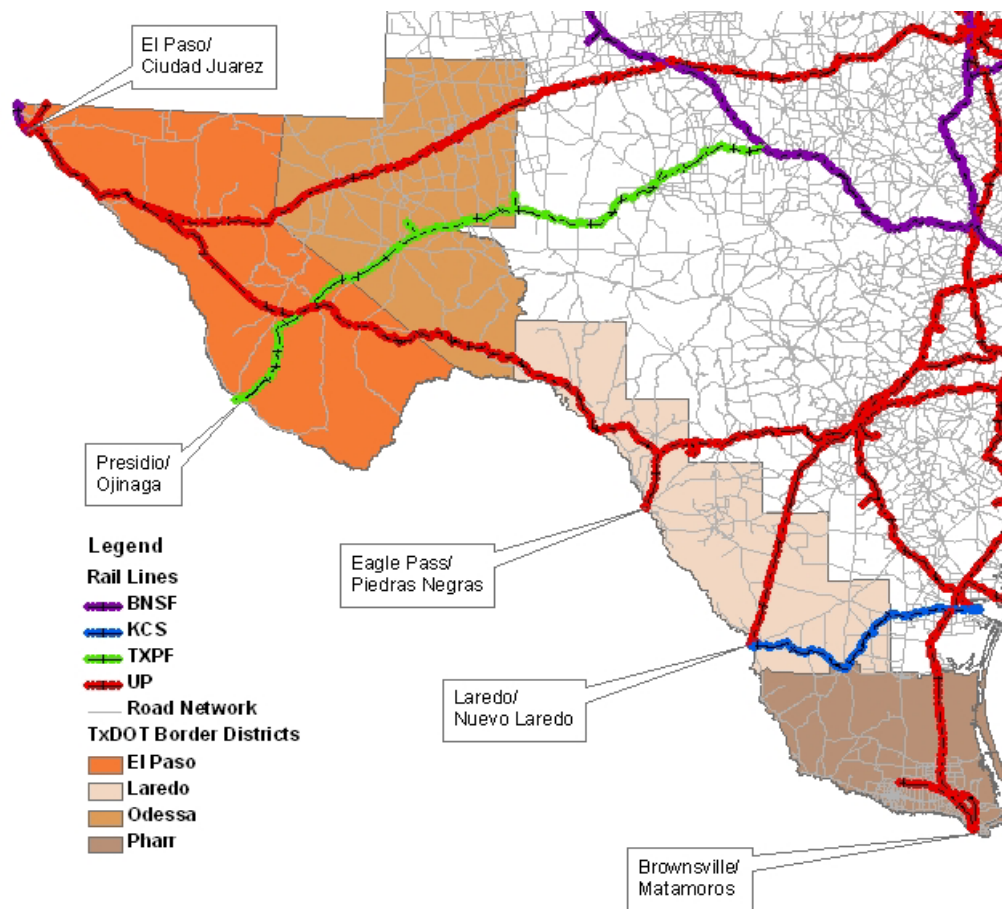 El Paso/
Ciudad Juarez
Presidio/
Ojinaga
Eagle Pass/
Piedras Negras
Laredo/
Nuevo Laredo
Brownsville/
Matamoros
Legend
Rail Lines
BNSF
KCS
TXPF
UP
Road Network
TxDOT Border Districts
El Paso
Laredo
Odessa
Pharr